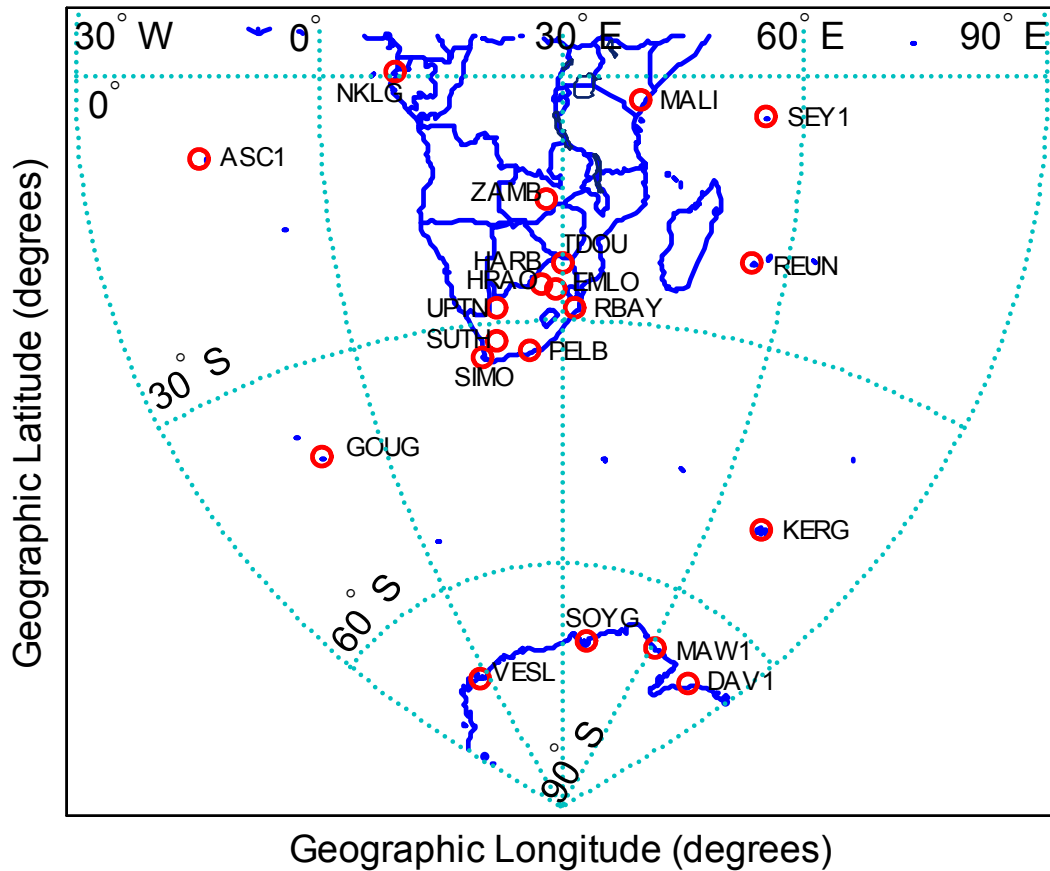 30° W
0°
30° E
60° E
90° E
0°
NKLG
MALI
SEY1
ASC1
ZAMB
TDOU
HARB
REUN
HRAO
EMLO
UPTN
RBAY
SUTH
PELB
SIMO
30° S
GOUG
KERG
60° S
SOYG
MAW1
VESL
DAV1
90° S
Geographic Latitude (degrees)
Geographic Longitude (degrees)